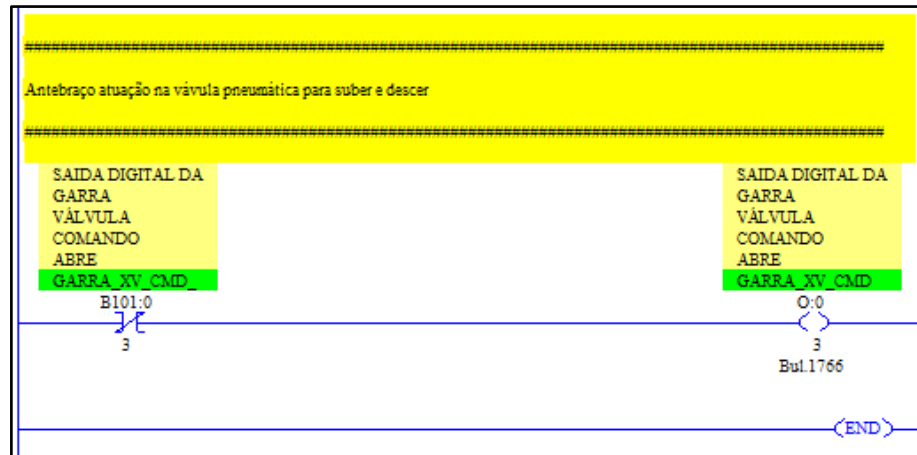 ################################################################################
Antebraço atuação na vávula pneumática para suber e descer
################################################################################
SAIDA DIGITAL DA
GARRA
VÁLVULA
COMANDO
ABRE
GARRA_XV_CMD_
B101:0
3
SAIDA DIGITAL DA
GARRA
VÁLVULA
COMANDO
ABRE
GARRA_XV_CMD
O:0
3
Bul.1766
END